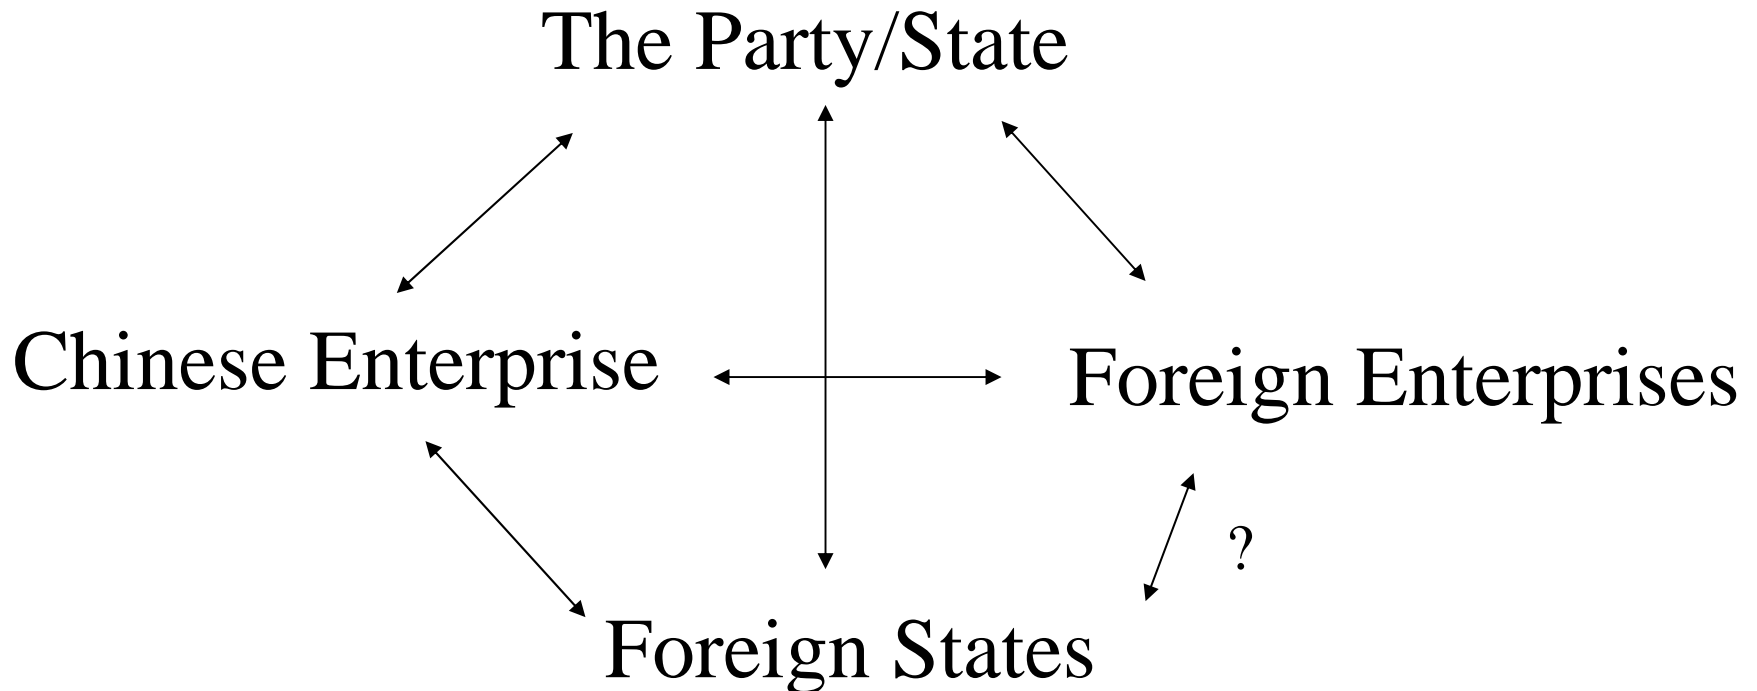 The Party/State
Chinese Enterprise
Foreign Enterprises
?
Foreign States